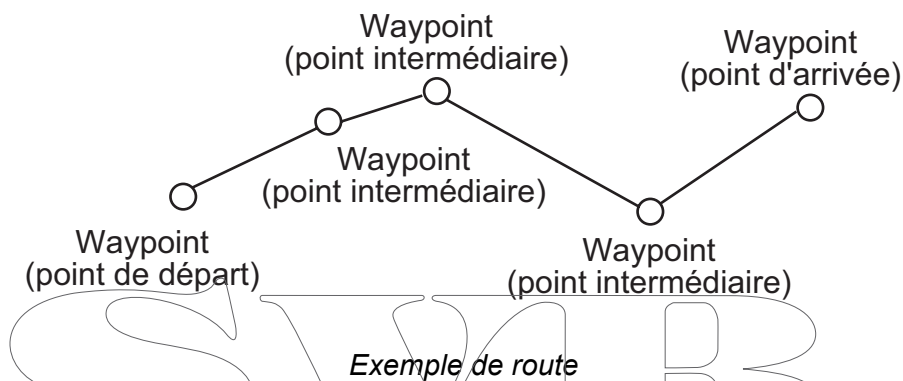 Waypoint
(point intermédiaire)
Waypoint
(point d'arrivée)
Waypoint
(point intermédiaire)
Waypoint
(point de départ)
Waypoint
(point intermédiaire)
SVB
Exemple de route